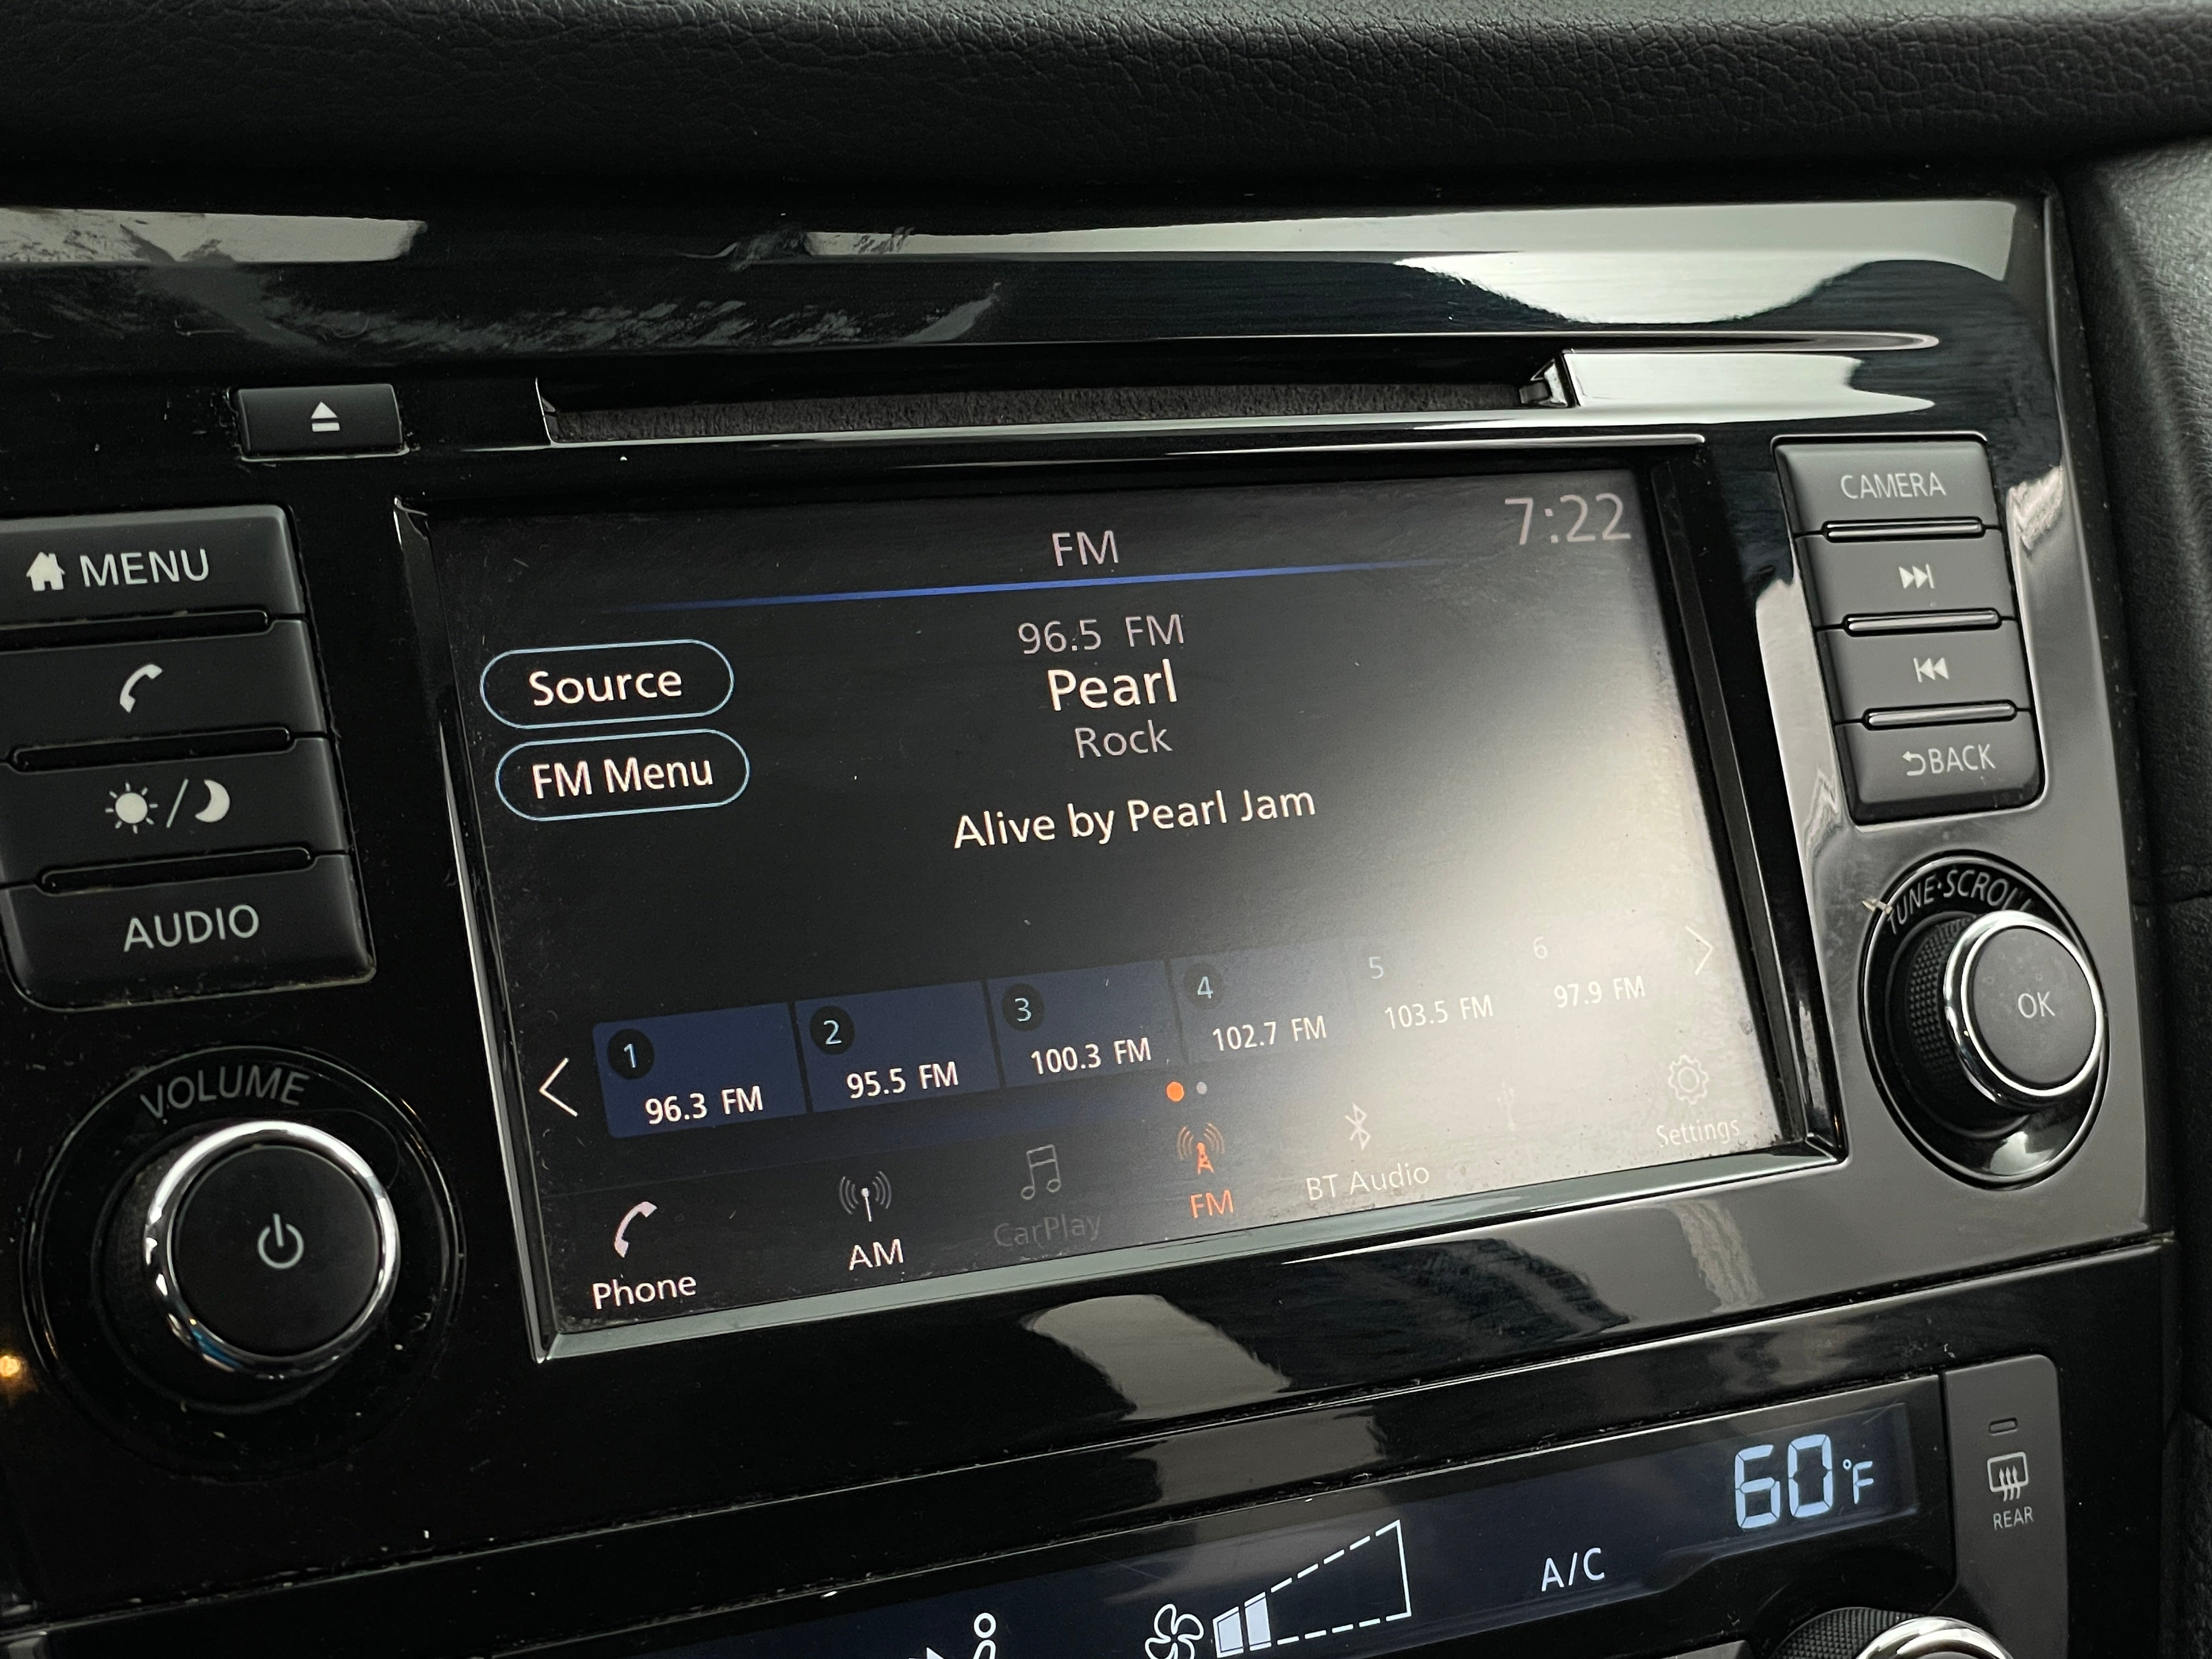 CAMERA
MENU
FM
7:22
96.5 FM
Source
Pearl
Rock
FM Menu
Alive by Pearl Jam
BACK
AUDIO
TUNE·SCROLL
OK
VOLUME
1
96.3 FM
2
95.5 FM
3
100.3 FM
4
102.7 FM
5
103.5 FM
6
97.9 FM
Phone
AM
CarPlay
FM
BT Audio
Settings
60°F
A/C
REAR